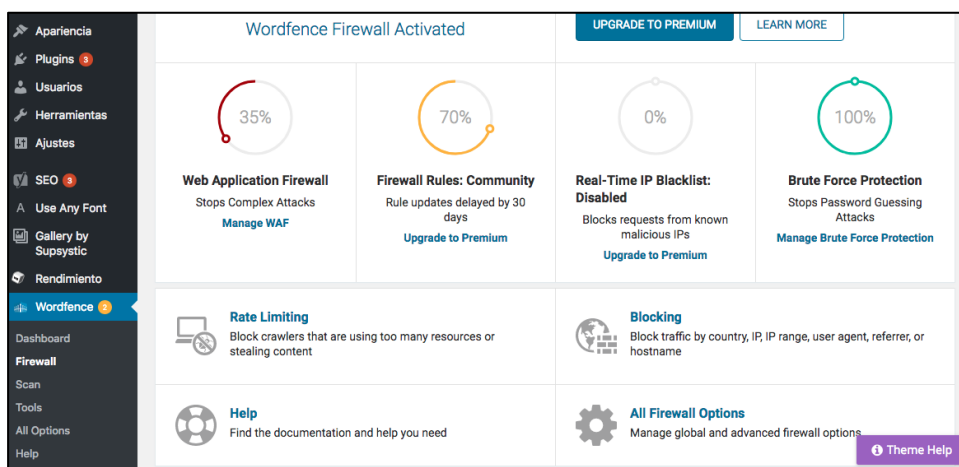 Apariencia
Plugins 3
Usuarios
Herramientas
Ajustes
SEO 3
Use Any Font
Gallery by
Supsystic
Rendimiento
Wordfence 2
Dashboard
Firewall
Scan
Tools
All Options
Help
Wordfence Firewall Activated
UPGRADE TO PREMIUM
LEARN MORE
35%
Web Application Firewall
Stops Complex Attacks
Manage WAF
70%
Firewall Rules: Community
Rule updates delayed by 30
days
Upgrade to Premium
0%
Real-Time IP Blacklist:
Disabled
Blocks requests from known
malicious IPs
Upgrade to Premium
100%
Brute Force Protection
Stops Password Guessing
Attacks
Manage Brute Force Protection
Rate Limiting
Block crawlers that are using too many resources or
stealing content
Blocking
Block traffic by country, IP, IP range, user agent, referrer, or
hostname
Help
Find the documentation and help you need
All Firewall Options
Manage global and advanced firewall options
Theme Help